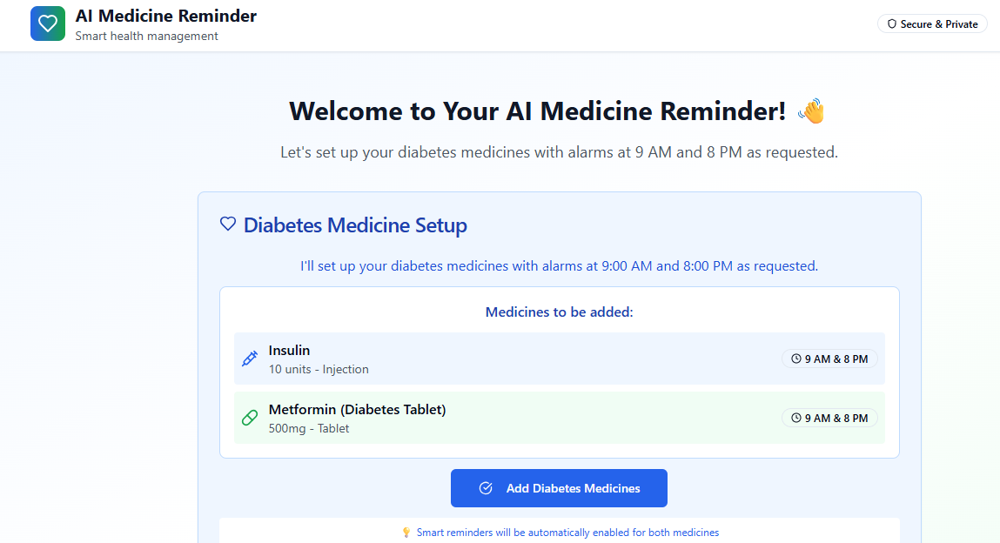 AI Medicine Reminder
Smart health management
Secure & Private
Welcome to Your AI Medicine Reminder! 👋
Let's set up your diabetes medicines with alarms at 9 AM and 8 PM as requested.
Diabetes Medicine Setup
I'll set up your diabetes medicines with alarms at 9:00 AM and 8:00 PM as requested.
Medicines to be added:
Insulin
10 units - Injection
9 AM & 8 PM
Metformin (Diabetes Tablet)
500mg - Tablet
9 AM & 8 PM
Add Diabetes Medicines
💡 Smart reminders will be automatically enabled for both medicines